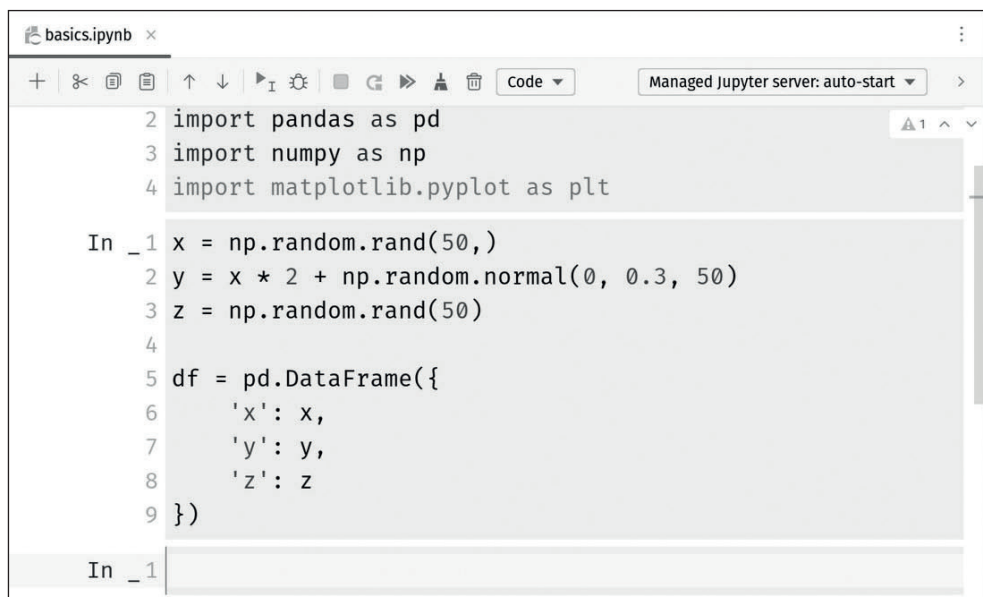 basics.ipynb ×
Code Managed Jupyter server: auto-start
2 import pandas as pd
1
3 import numpy as np
4 import matplotlib.pyplot as plt
In _1 x = np.random.rand(50,)
2 y = x * 2 + np.random.normal(0, 0.3, 50)
3 z = np.random.rand(50)
4
5 df = pd.DataFrame({
6     'x': x,
7     'y': y,
8     'z': z
9 })
In _1